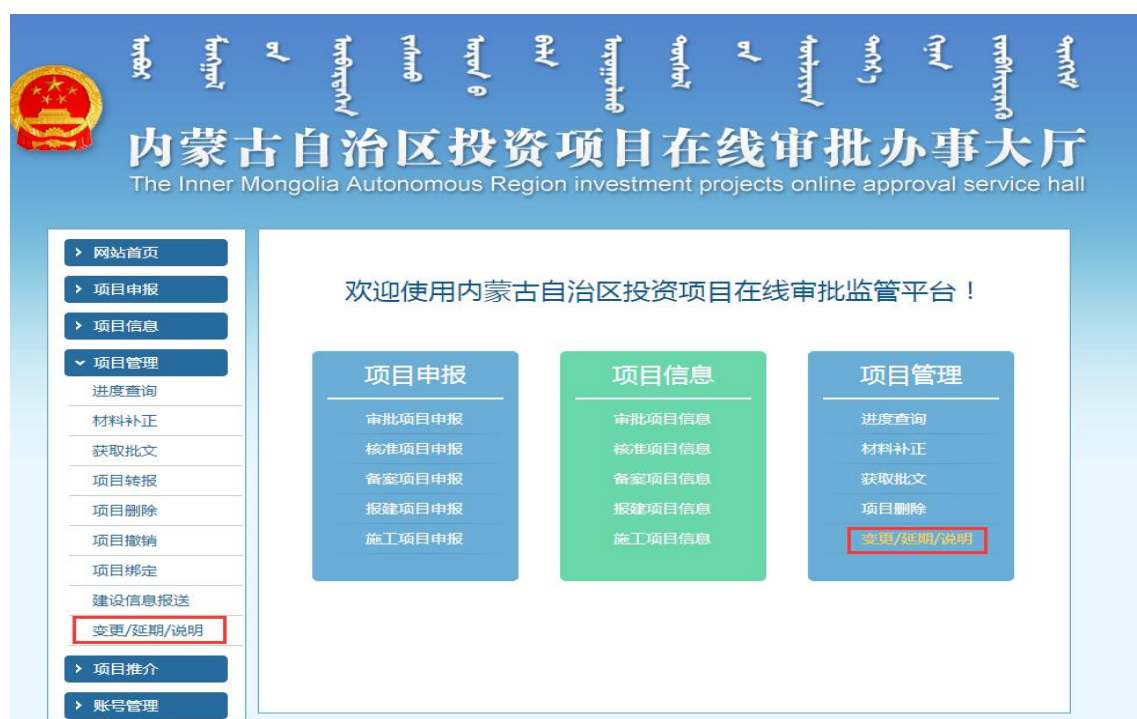 内蒙古自治区投资项目在线审批办事大厅
The Inner Mongolia Autonomous Region investment projects online approval service hall
网站首页
项目申报
项目信息
项目管理
进度查询
材料补正
获取批文
项目转报
项目删除
项目撤销
项目绑定
建设信息报送
变更/延期/说明
项目推介
账号管理
欢迎使用内蒙古自治区投资项目在线审批监管平台！
项目申报
审批项目申报
核准项目申报
备案项目申报
报建项目申报
施工项目申报
项目信息
审批项目信息
核准项目信息
备案项目信息
报建项目信息
施工项目信息
项目管理
进度查询
材料补正
获取批文
项目删除
变更/延期/说明